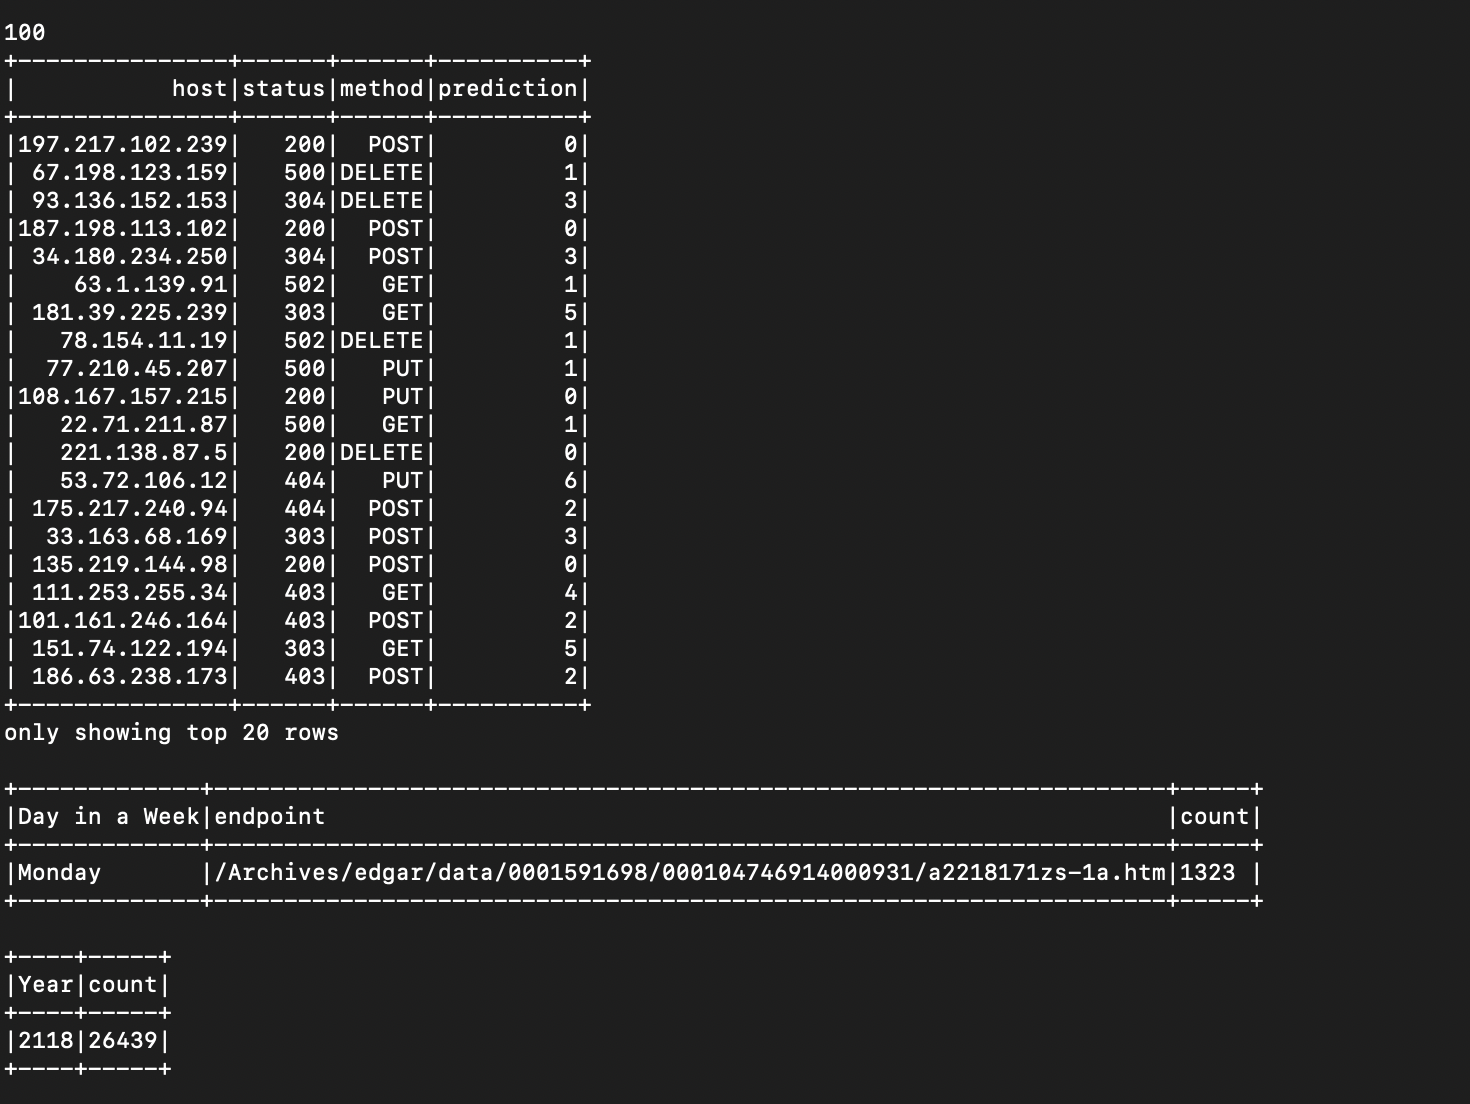 100
+---------------+------+------+----------+
|           host|status|method|prediction|
+---------------+------+------+----------+
|197.217.102.239|   200|  POST|         0|
| 67.198.123.159|   500|DELETE|         1|
| 93.136.152.153|   304|DELETE|         3|
|187.198.113.102|   200|  POST|         0|
| 34.180.234.250|   304|  POST|         3|
|    63.1.139.91|   502|   GET|         1|
| 181.39.225.239|   303|   GET|         5|
|   78.154.11.19|   502|DELETE|         1|
|  77.210.45.207|   500|   PUT|         1|
|108.167.157.215|   200|   PUT|         0|
|   22.71.211.87|   500|   GET|         1|
|   221.138.87.5|   200|DELETE|         0|
|   53.72.106.12|   404|   PUT|         6|
| 175.217.240.94|   404|  POST|         2|
|  33.163.68.169|   303|  POST|         3|
| 135.219.144.98|   200|  POST|         0|
| 111.253.255.34|   403|   GET|         4|
|101.161.246.164|   403|  POST|         2|
| 151.74.122.194|   303|   GET|         5|
| 186.63.238.173|   403|  POST|         2|
+---------------+------+------+----------+
only showing top 20 rows

+-------------+--------------------------------------------------------------------+-----+
|Day in a Week|endpoint                                                            |count|
+-------------+--------------------------------------------------------------------+-----+
|Monday       |/Archives/edgar/data/0001591698/000104746914000931/a2218171zs-1a.htm|1323 |
+-------------+--------------------------------------------------------------------+-----+

+----+-----+
|Year|count|
+----+-----+
|2118|26439|
+----+-----+